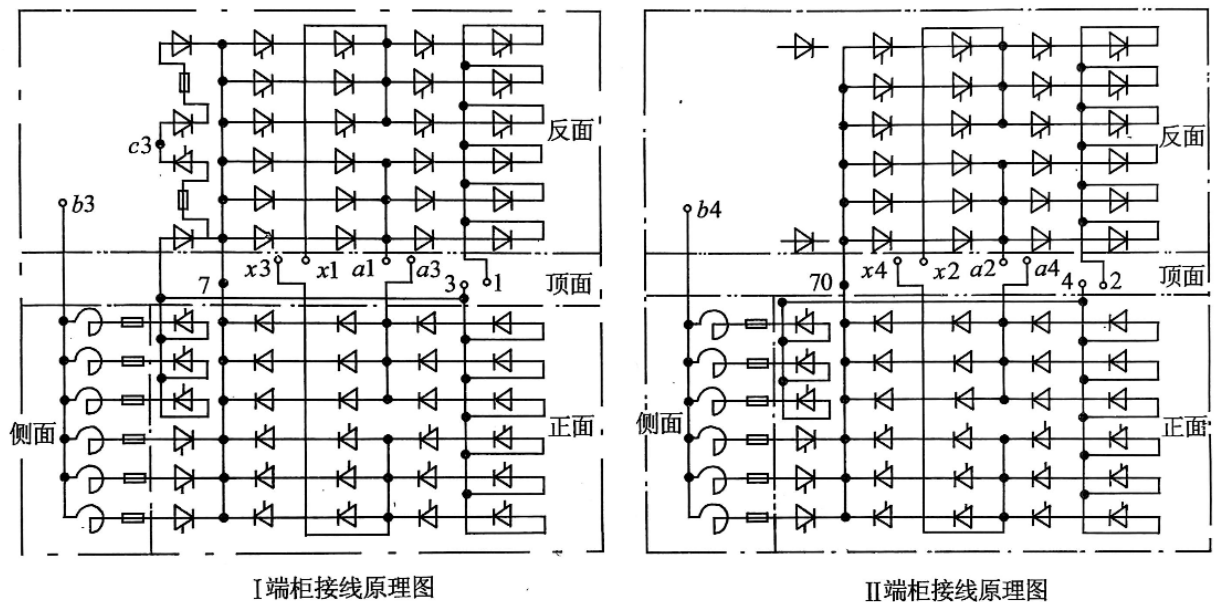 反面
c3
b3
x3 x1 a1 a3
7 3 1 顶面
侧面 正面
I端柜接线原理图
反面
b4
x4 x2 a2 a4
70 4 2 顶面
侧面 正面
II端柜接线原理图